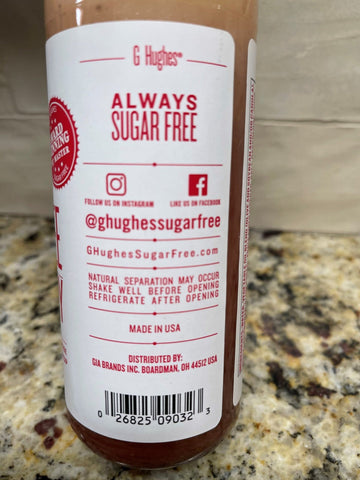 G Hughes®
ALWAYS
SUGAR FREE
FOLLOW US ON INSTAGRAM
LIKE US ON FACEBOOK
@ghughessugarfree
GHughesSugarFree.com
NATURAL SEPARATION MAY OCCUR
SHAKE WELL BEFORE OPENING
REFRIGERATE AFTER OPENING
MADE IN USA
DISTRIBUTED BY:
GIA BRANDS INC. BOARDMAN, OH 44512 USA
0 26825 09032 3